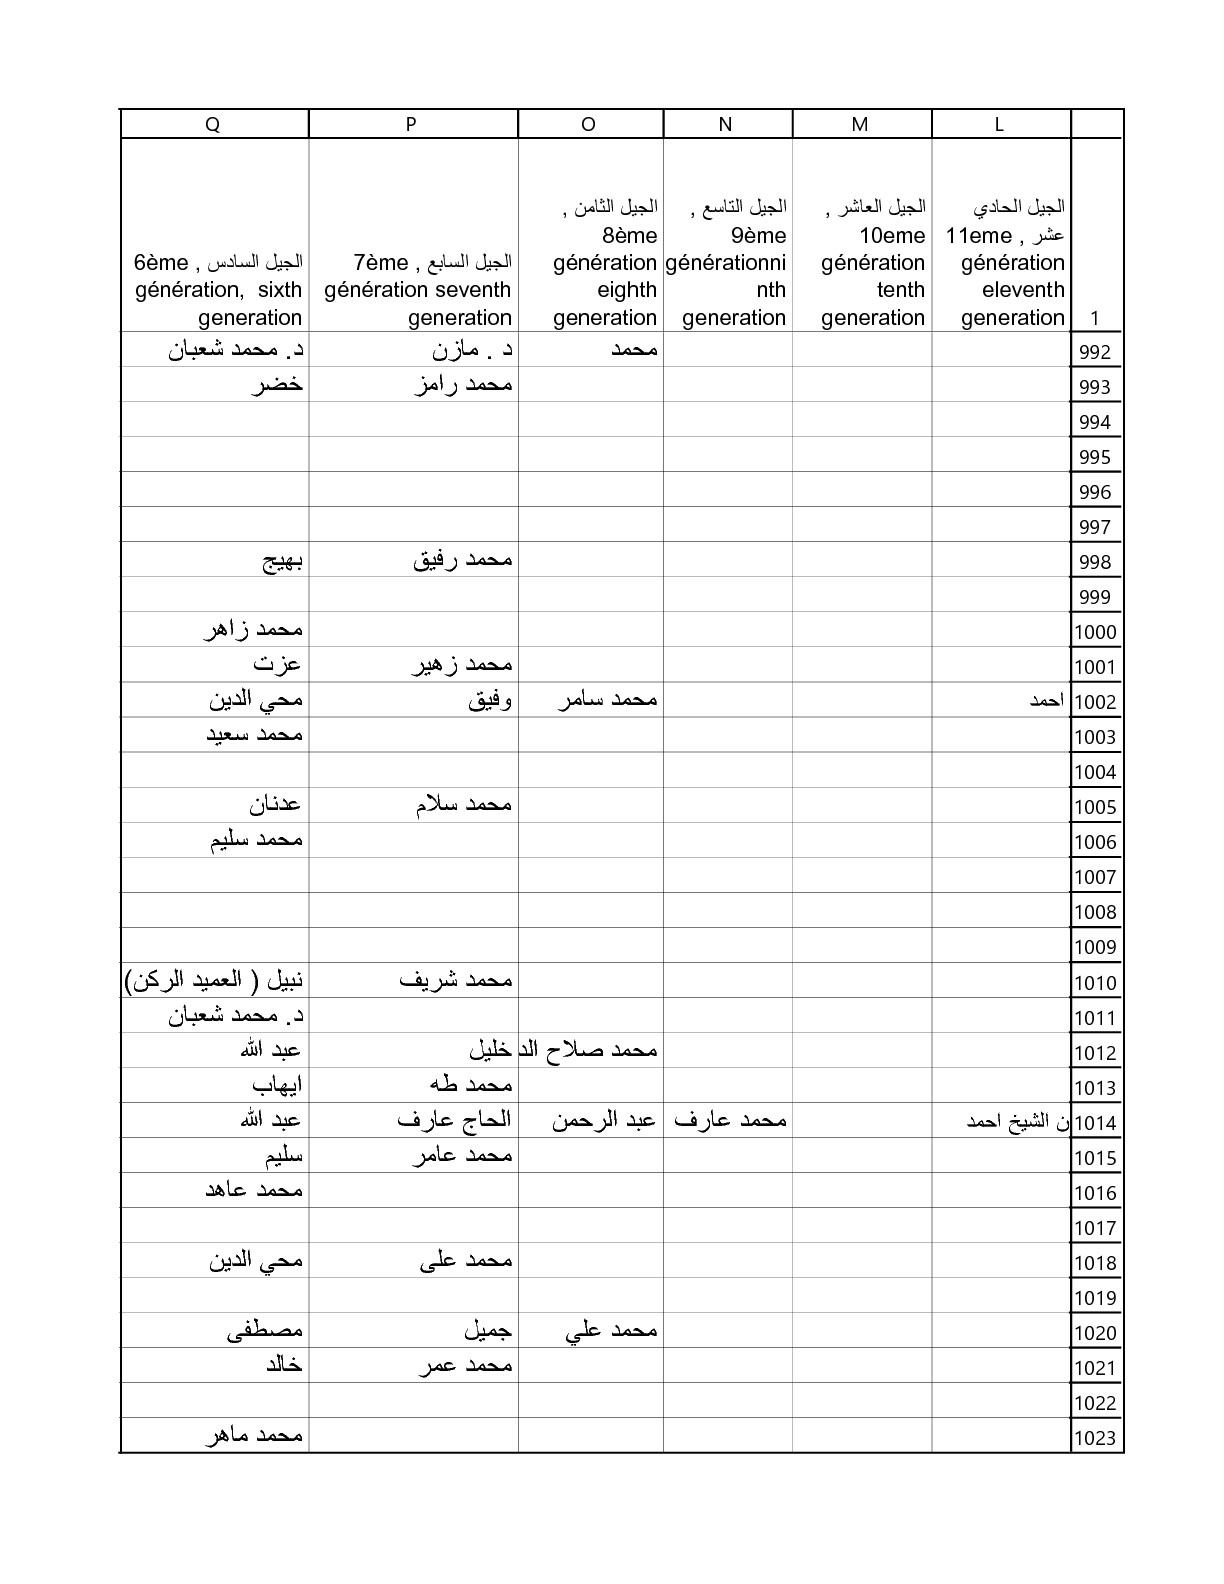 L M N O P Q
1 الجيل الحادي عشر , 11eme génération eleventh generation الجيل العاشر , 10eme génération tenth generation الجيل التاسع , 9ème générationni nth generation الجيل الثامن , 8ème génération eighth generation الجيل السابع , 7ème génération seventh generation الجيل السادس , 6ème génération, sixth generation
992 محمد د . مازن د. محمد شعبان
993 محمد رامز خضر
994
995
996
997
998 محمد رفيق بهيج
999
1000 محمد زاهر
1001 محمد زهير عزت
1002 احمد محمد سامر وفيق محي الدين
1003 محمد سعيد
1004
1005 محمد سلام عدنان
1006 محمد سليم
1007
1008
1009
1010 محمد شريف نبيل ( العميد الركن)
1011 د. محمد شعبان
1012 محمد صلاح الد خليل عبد الله
1013 محمد طه ايهاب
1014 ن الشيخ احمد محمد عارف عبد الرحمن الحاج عارف عبد الله
1015 محمد عامر سليم
1016 محمد عاهد
1017
1018 محمد على محي الدين
1019
1020 محمد علي جميل مصطفى
1021 محمد عمر خالد
1022
1023 محمد ماهر